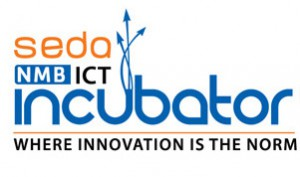 seda
NMB ICT
incubator
WHERE INNOVATION IS THE NORM